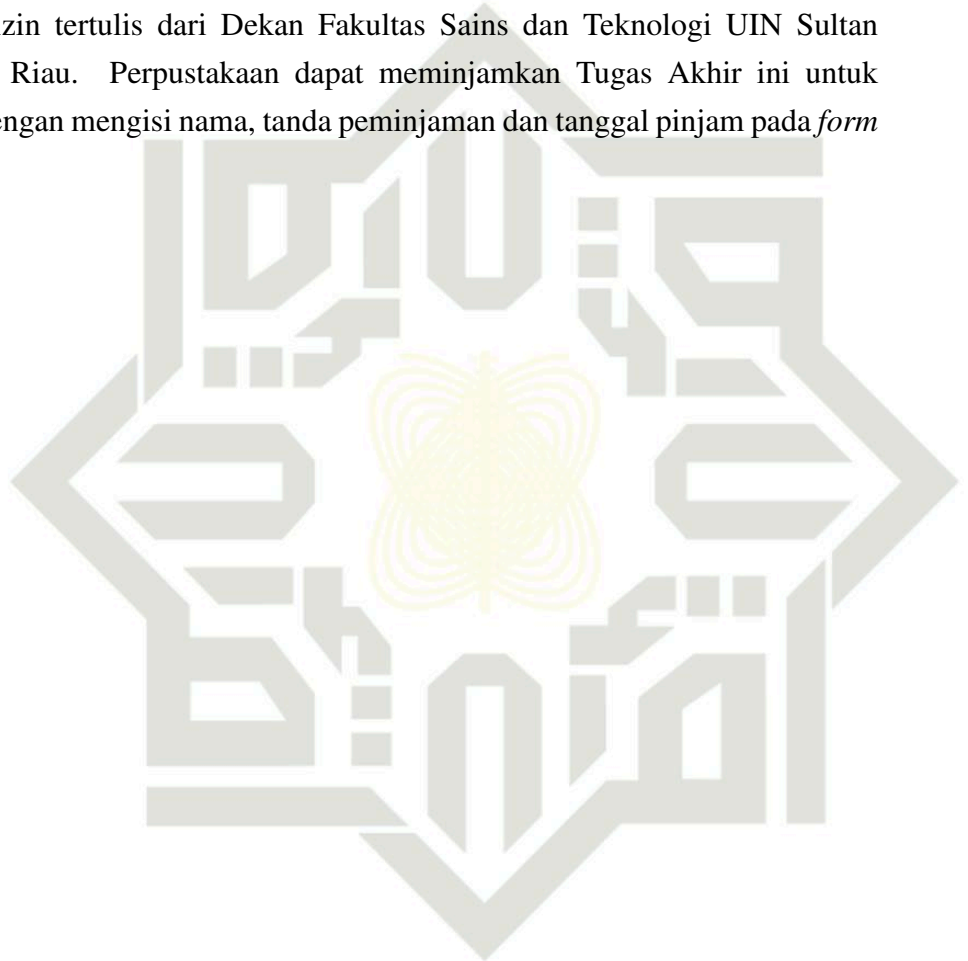 izin tertulis dari Dekan Fakultas Sains dan Teknologi UIN Sultan
Riau. Perpustakaan dapat meminjamkan Tugas Akhir ini untuk
engan mengisi nama, tanda peminjaman dan tanggal pinjam pada form